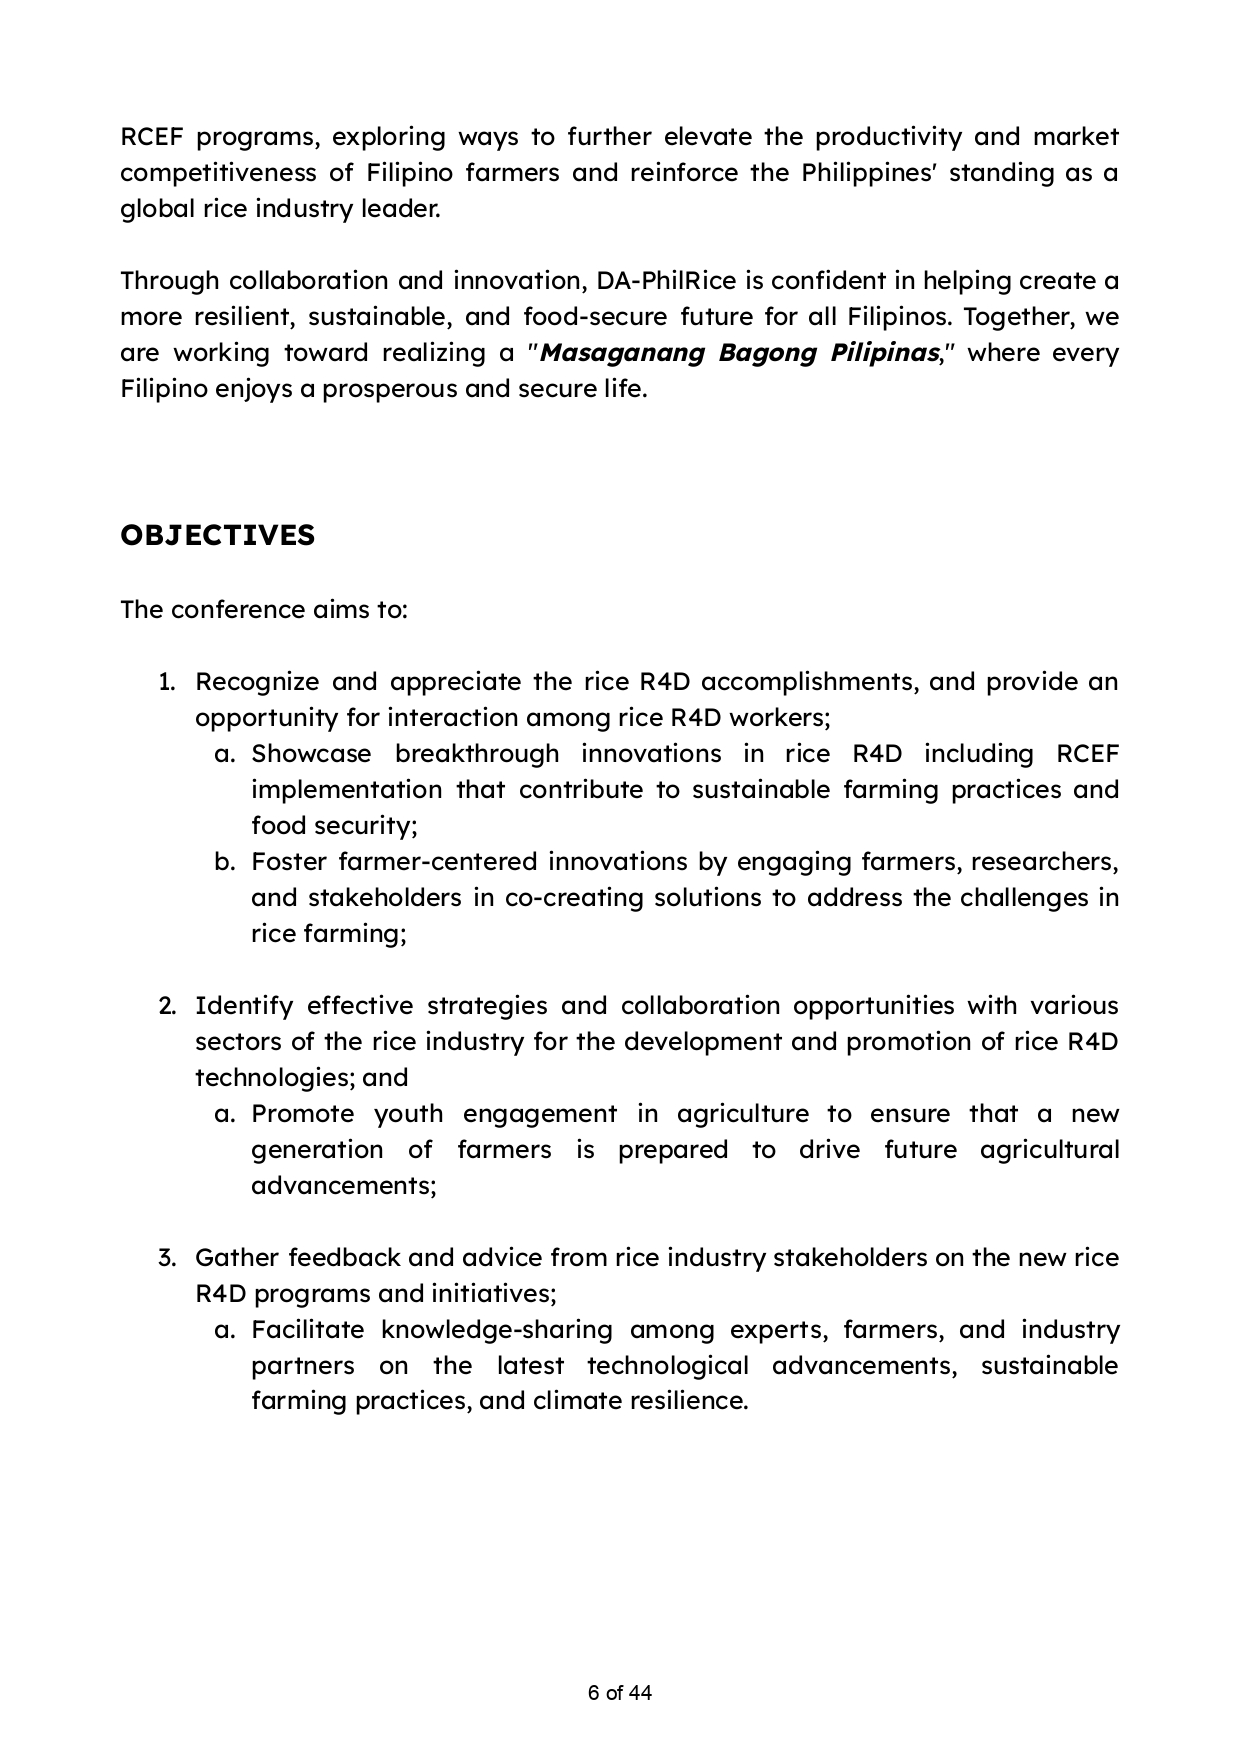 RCEF programs, exploring ways to further elevate the productivity and market
competitiveness of Filipino farmers and reinforce the Philippines' standing as a
global rice industry leader.
Through collaboration and innovation, DA-PhilRice is confident in helping create a
more resilient, sustainable, and food-secure future for all Filipinos. Together, we
are working toward realizing a "Masaganang Bagong Pilipinas," where every
Filipino enjoys a prosperous and secure life.
OBJECTIVES
The conference aims to:
1. Recognize and appreciate the rice R4D accomplishments, and provide an
opportunity for interaction among rice R4D workers;
a. Showcase breakthrough innovations in rice R4D including RCEF
implementation that contribute to sustainable farming practices and
food security;
b. Foster farmer-centered innovations by engaging farmers, researchers,
and stakeholders in co-creating solutions to address the challenges in
rice farming;
2. Identify effective strategies and collaboration opportunities with various
sectors of the rice industry for the development and promotion of rice R4D
technologies; and
a. Promote youth engagement in agriculture to ensure that a new
generation of farmers is prepared to drive future agricultural
advancements;
3. Gather feedback and advice from rice industry stakeholders on the new rice
R4D programs and initiatives;
a. Facilitate knowledge-sharing among experts, farmers, and industry
partners on the latest technological advancements, sustainable
farming practices, and climate resilience.
6 of 44